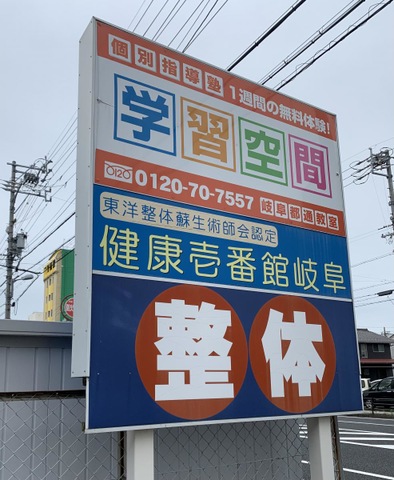 個別指導塾 1週間の無料体験!
学習空間
0120 0120-70-7557 岐阜都通教室
東洋整体蘇生術師会認定
健康壱番館岐阜
整体